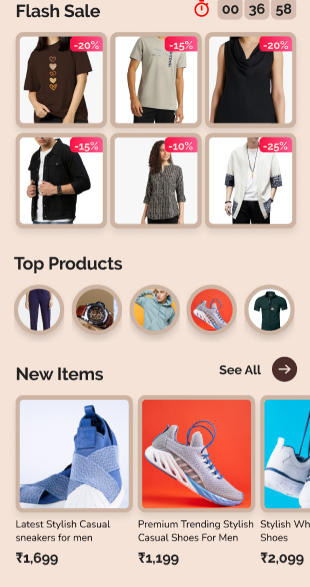 Flash Sale
00 36 58
-20%
-15%
-20%
-15%
-10%
-25%
Top Products
New Items
See All
Latest Stylish Casual
sneakers for men
₹1,699
Premium Trending Stylish
Casual Shoes For Men
₹1,199
Stylish Wh
Shoes
₹2,099